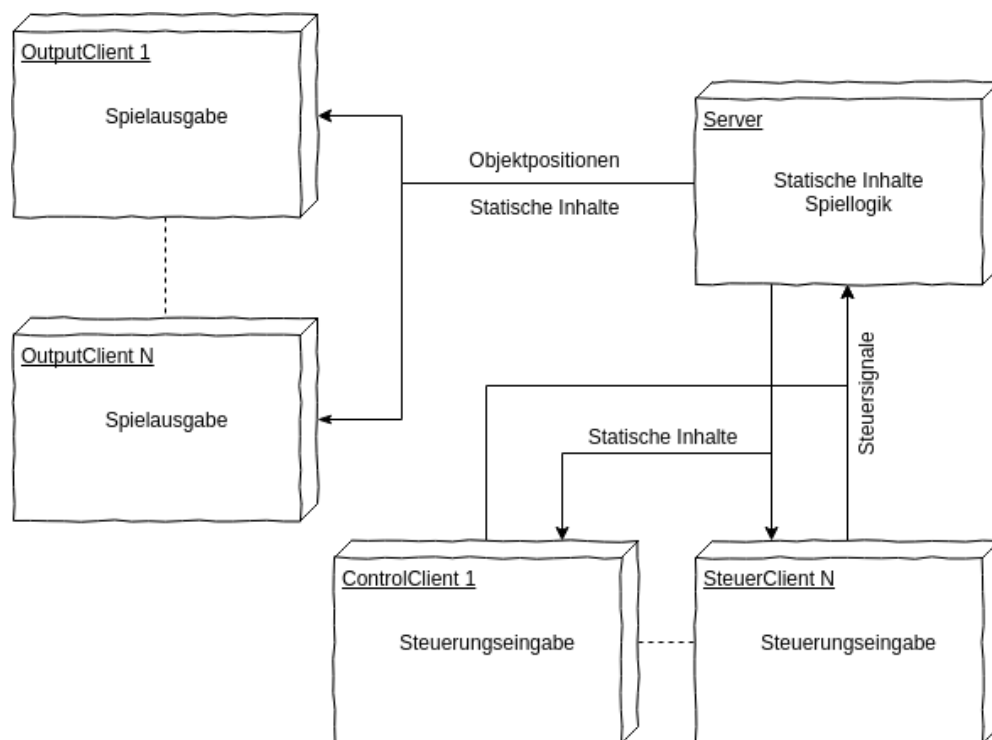 OutputClient 1
Spielausgabe
Server
Statische Inhalte
Spiellogik
Objektpositionen
Statische Inhalte
OutputClient N
Spielausgabe
Steuersignale
Statische Inhalte
ControlClient 1
Steuerungseingabe
SteuerClient N
Steuerungseingabe